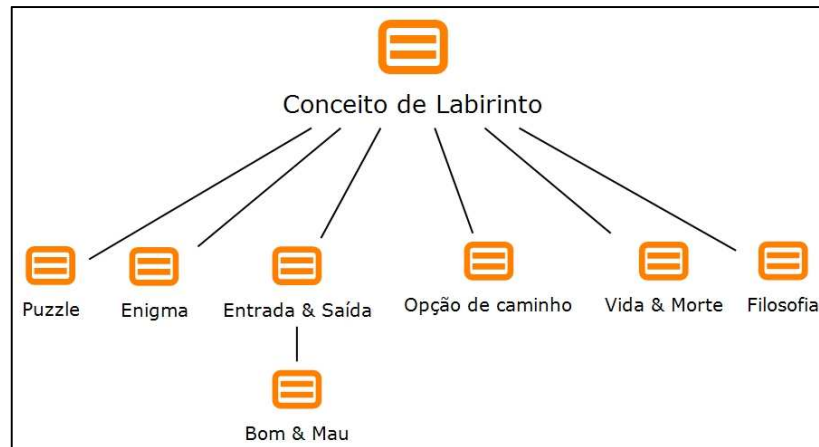 Conceito de Labirinto
Puzzle
Enigma
Entrada & Saída
Opção de caminho
Vida & Morte
Filosofia
Bom & Mau